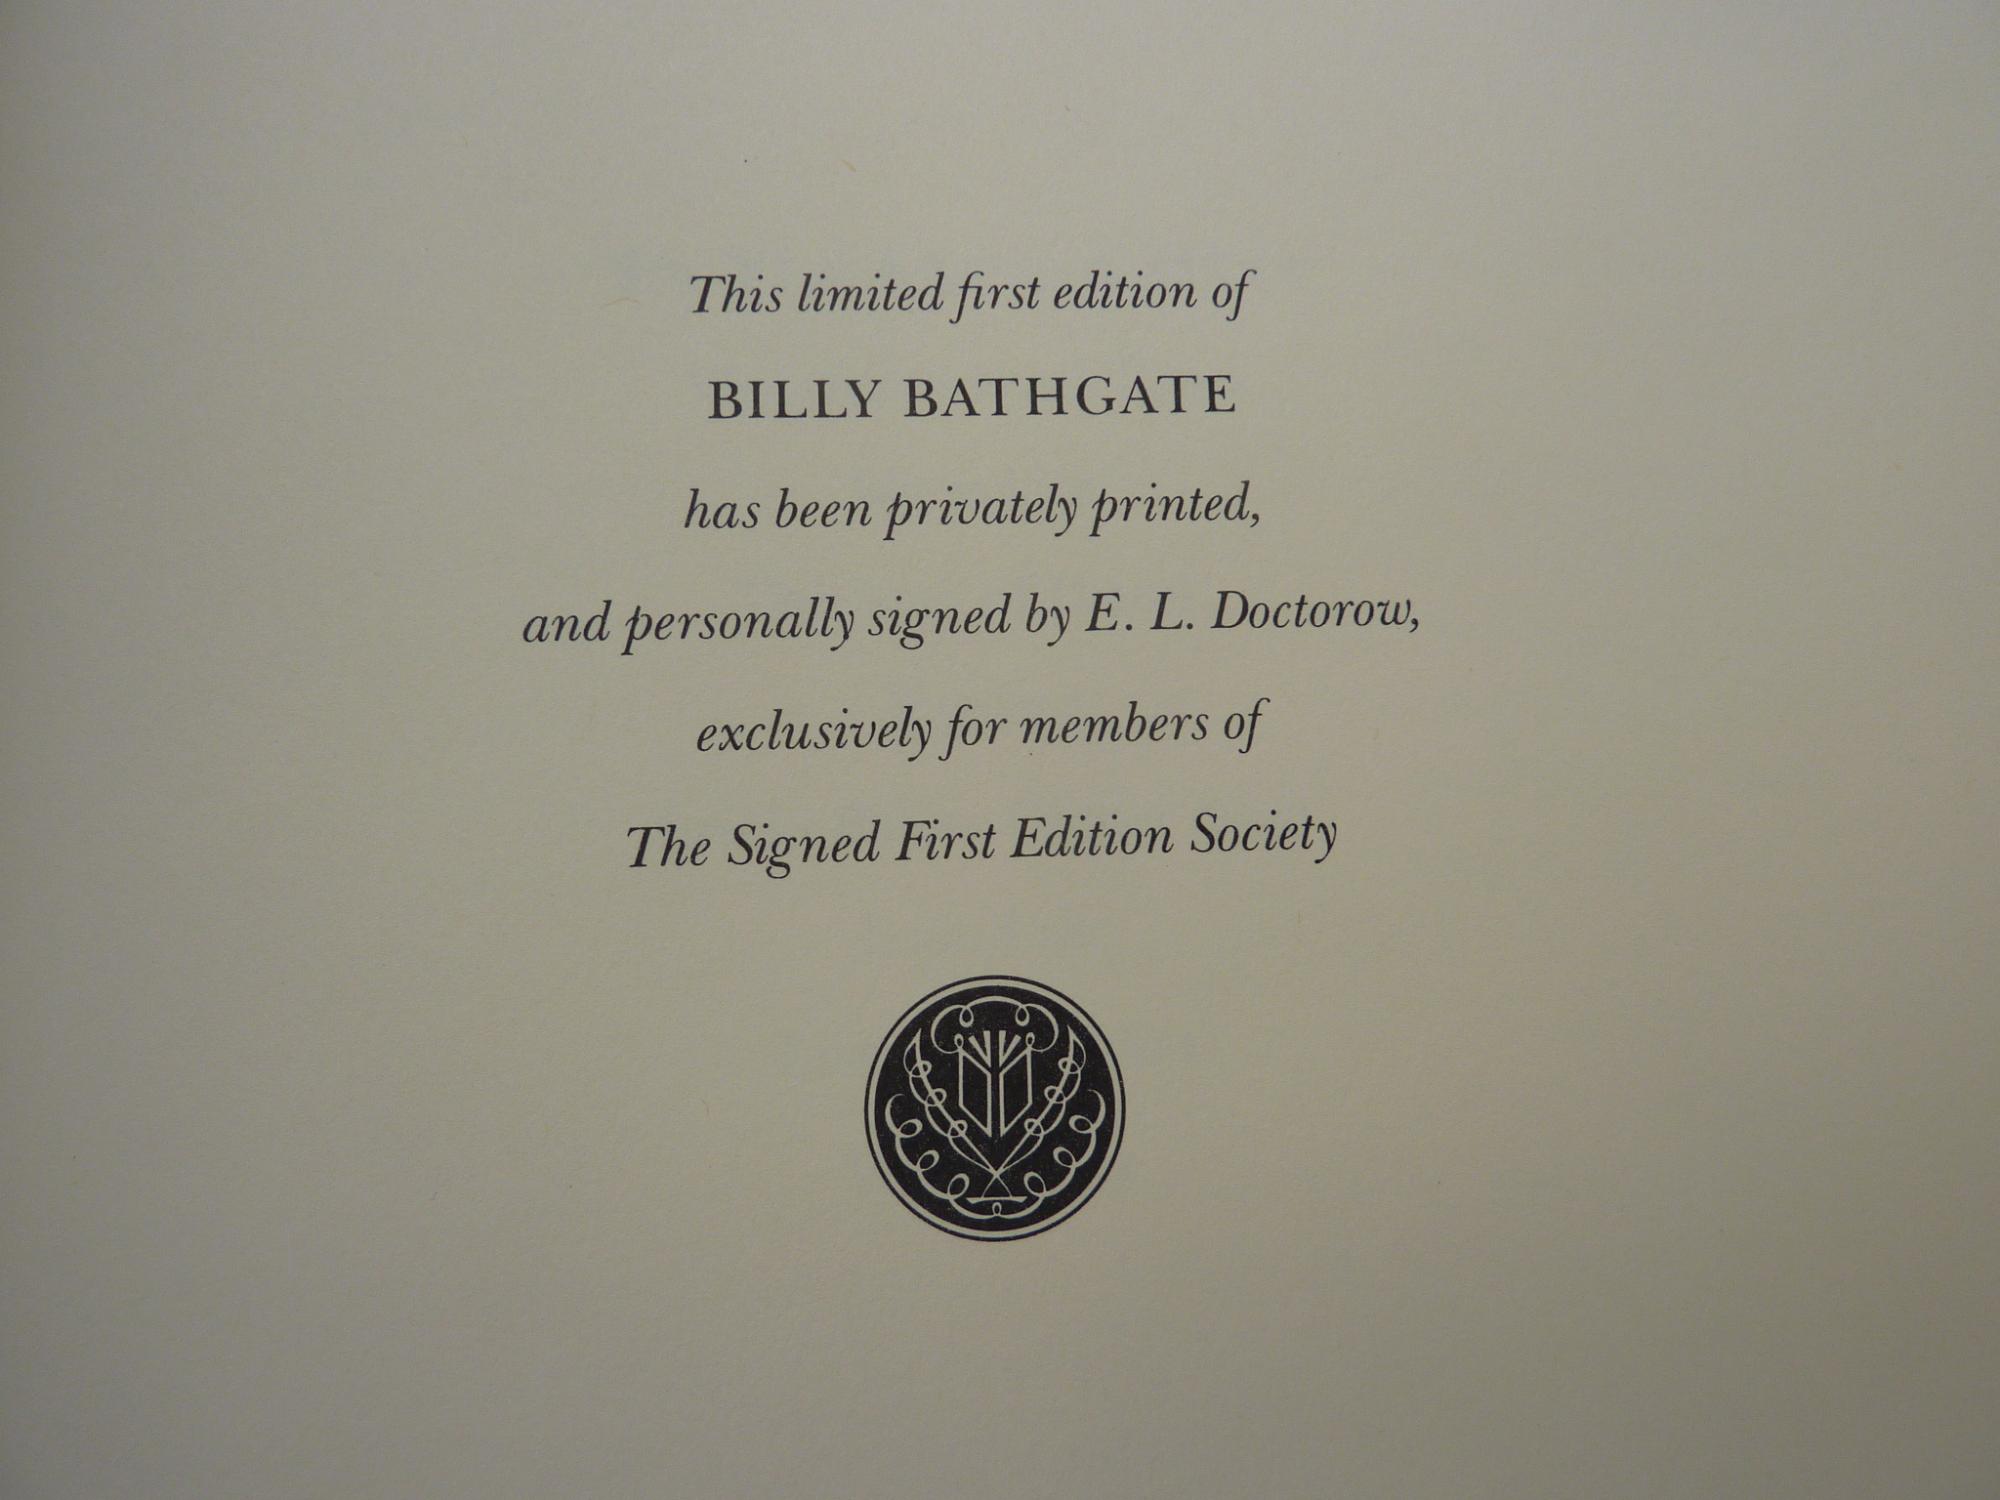 This limited first edition of
BILLY BATHGATE
has been privately printed,
and personally signed by E. L. Doctorow,
exclusively for members of
The Signed First Edition Society